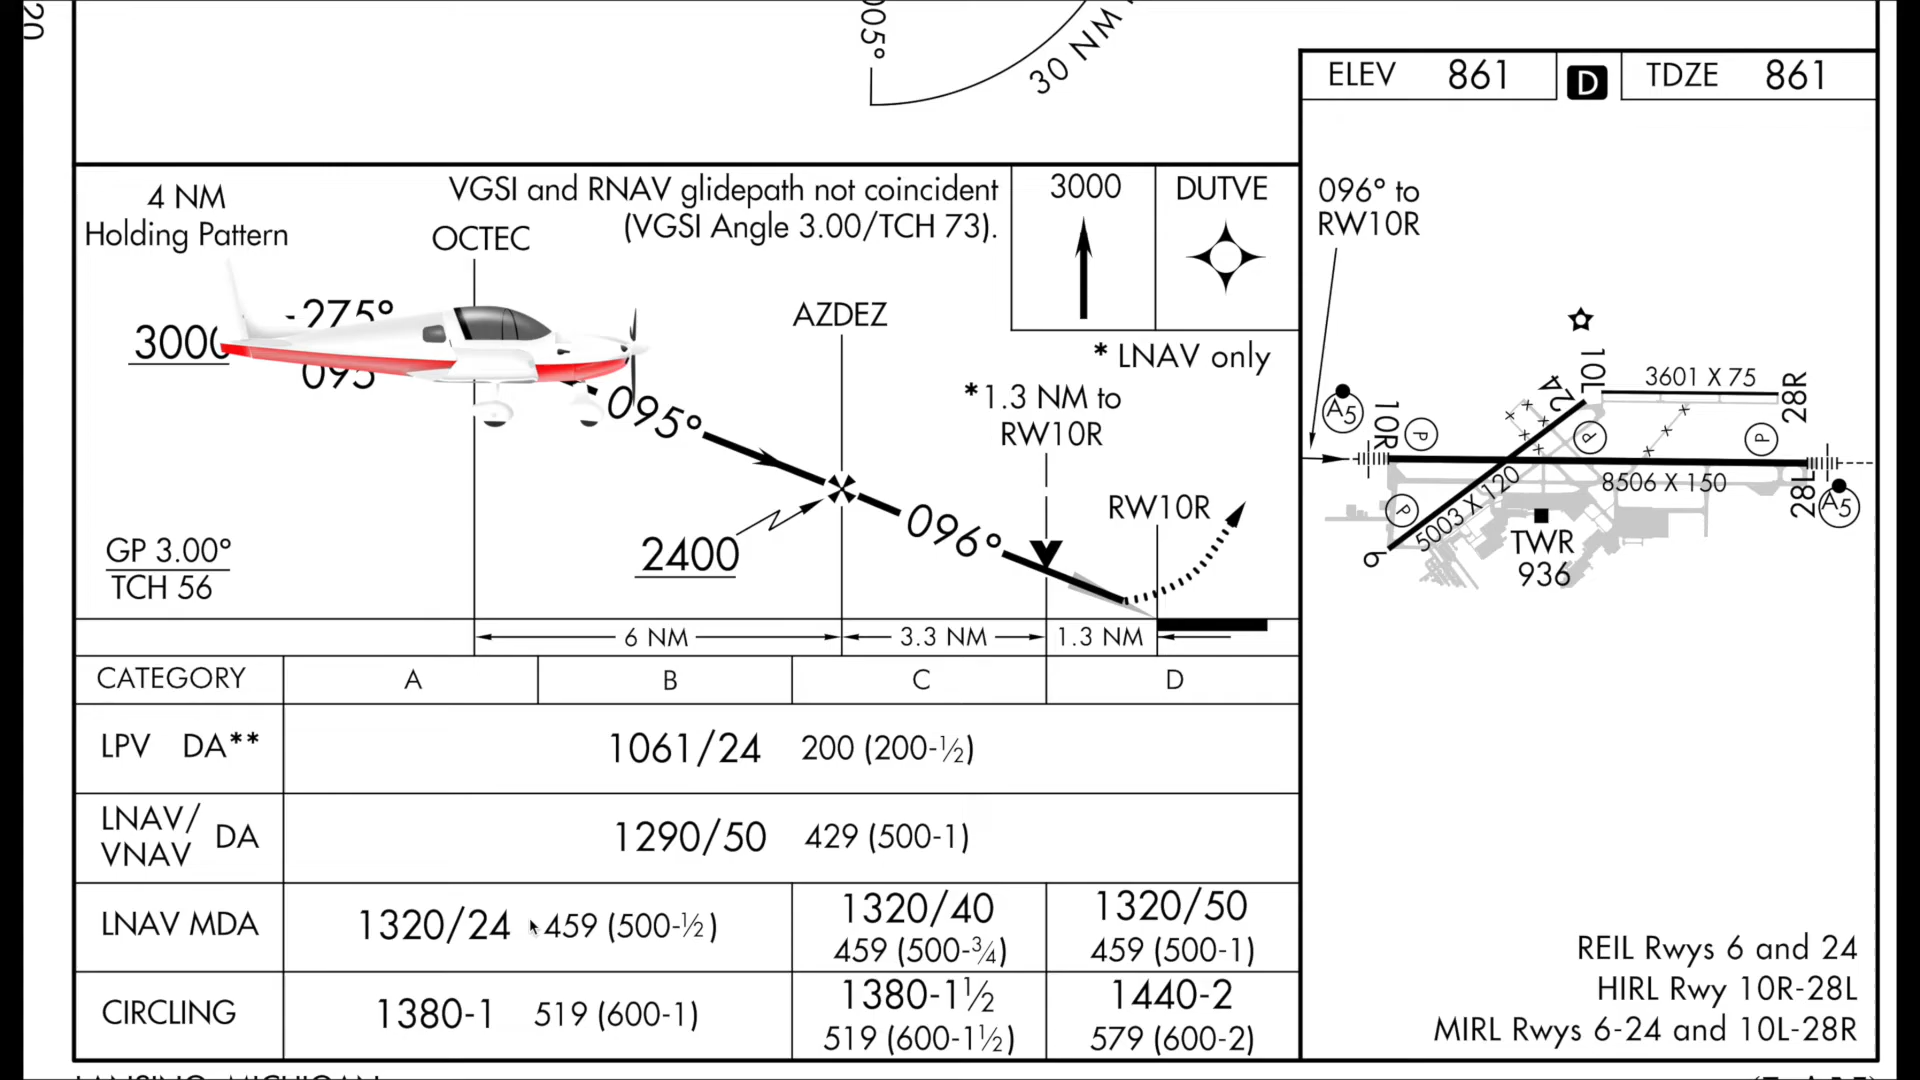 20
005°
30 NM
ELEV 861
D
TDZE 861
4 NM
Holding Pattern
VGSI and RNAV glidepath not coincident
(VGSI Angle 3.00/TCH 73).
OCTEC
3000
DUTVE
096° to
RW10R
3000
275°
095
AZDEZ
* LNAV only
*1.3 NM to
RW10R
095°
2400
096°
RW10R
GP 3.00°
TCH 56
6 NM
3.3 NM
1.3 NM
A5
10R
P
24
10L
3601 X 75
28R
P
P
8506 X 150
28L
A5
P
5003 X 120
6
TWR
936
CATEGORY A B C D
LPV DA** 1061/24 200 (200-½)
LNAV/
VNAV DA 1290/50 429 (500-1)
LNAV MDA 1320/24 459 (500-½)
1320/40
459 (500-¾)
1320/50
459 (500-1)
CIRCLING 1380-1 519 (600-1)
1380-1½
519 (600-1½)
1440-2
579 (600-2)
REIL Rwys 6 and 24
HIRL Rwy 10R-28L
MIRL Rwys 6-24 and 10L-28R
LANSING, MICHIGAN